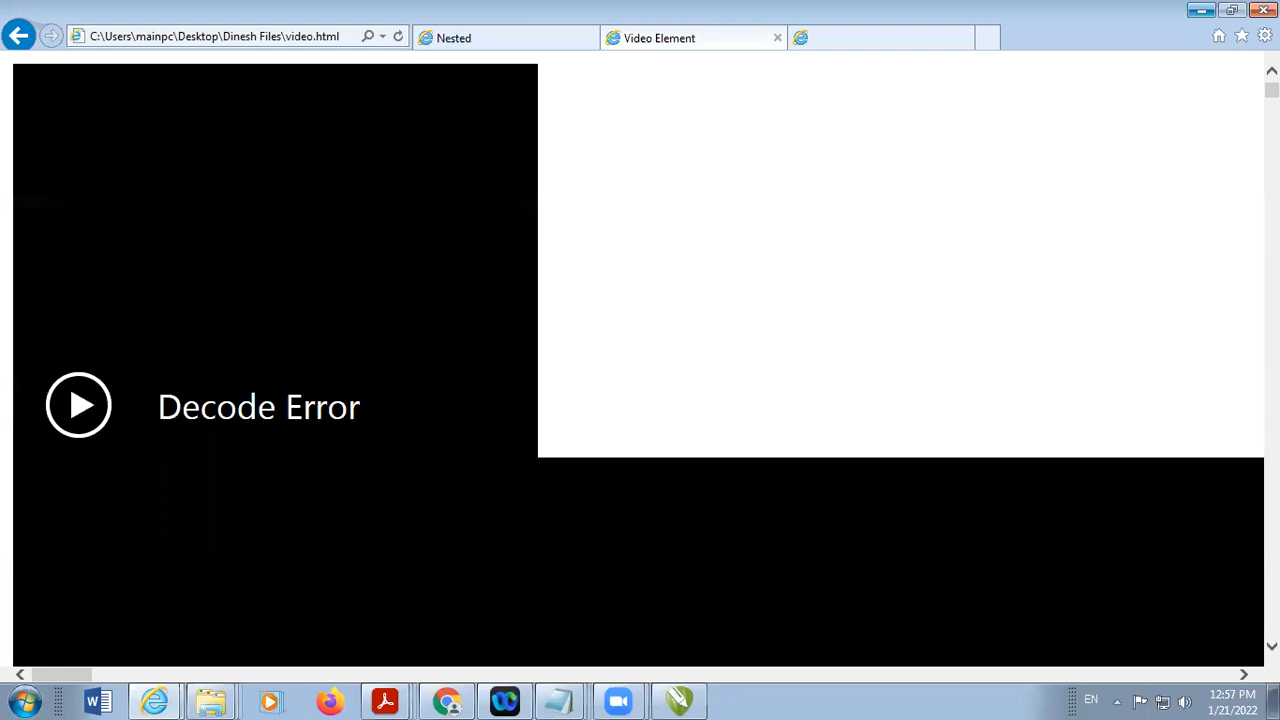 C:\Users\mainpc\Desktop\Dinesh Files\video.html
Nested
Video Element
Decode Error
EN
12:57 PM
1/21/2022